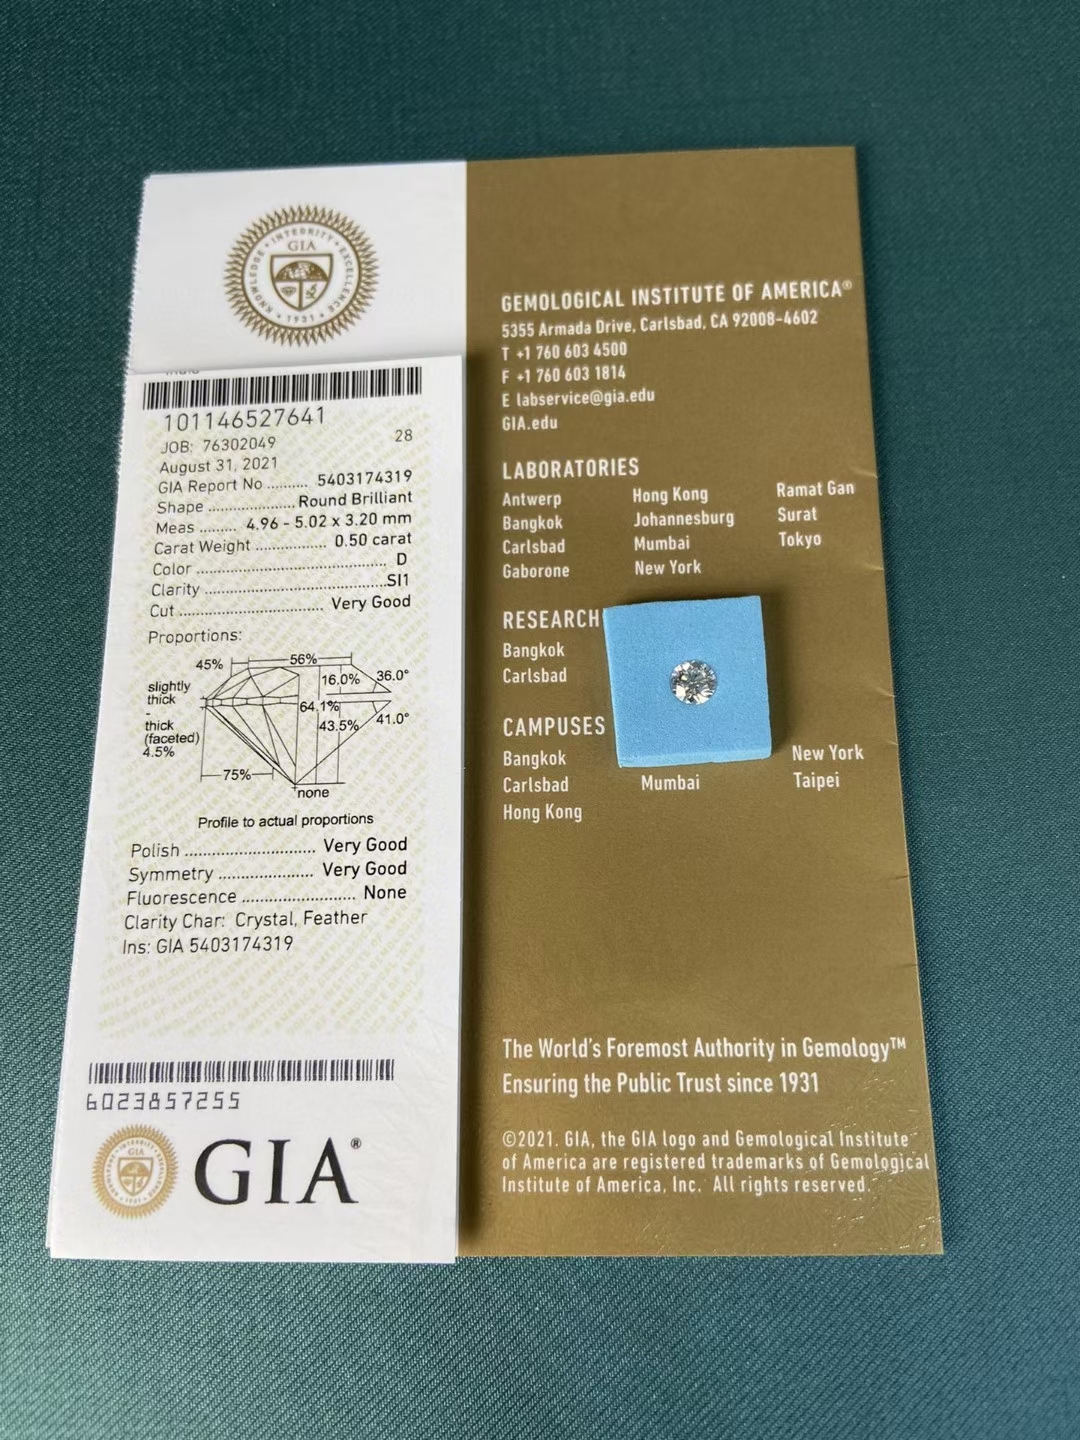 KNOWLEDGE • INTEGRITY • EXCELLENCE
GIA
• 1931 •
101146527641
JOB: 76302049 28
August 31, 2021
GIA Report No .......... 5403174319
Shape .................... Round Brilliant
Meas ......... 4.96 - 5.02 x 3.20 mm
Carat Weight ................ 0.50 carat
Color .......................................... D
Clarity ....................................... SI1
Cut ................................ Very Good
Proportions:
45% 56%
16.0% 36.0°
slightly
thick
-
thick
(faceted)
4.5%
64.1%
43.5% 41.0°
75%
none
Profile to actual proportions
Polish ............................ Very Good
Symmetry .................... Very Good
Fluorescence ........................ None
Clarity Char: Crystal, Feather
Ins: GIA 5403174319
6023857255
GIA®
GEMOLOGICAL INSTITUTE OF AMERICA®
5355 Armada Drive, Carlsbad, CA 92008-4602
T +1 760 603 4500
F +1 760 603 1814
E labservice@gia.edu
GIA.edu
LABORATORIES
Antwerp Hong Kong Ramat Gan
Bangkok Johannesburg Surat
Carlsbad Mumbai Tokyo
Gaborone New York
RESEARCH
Bangkok
Carlsbad
CAMPUSES
Bangkok New York
Carlsbad Mumbai Taipei
Hong Kong
The World's Foremost Authority in Gemology™
Ensuring the Public Trust since 1931
©2021. GIA, the GIA logo and Gemological Institute
of America are registered trademarks of Gemological
Institute of America, Inc. All rights reserved.